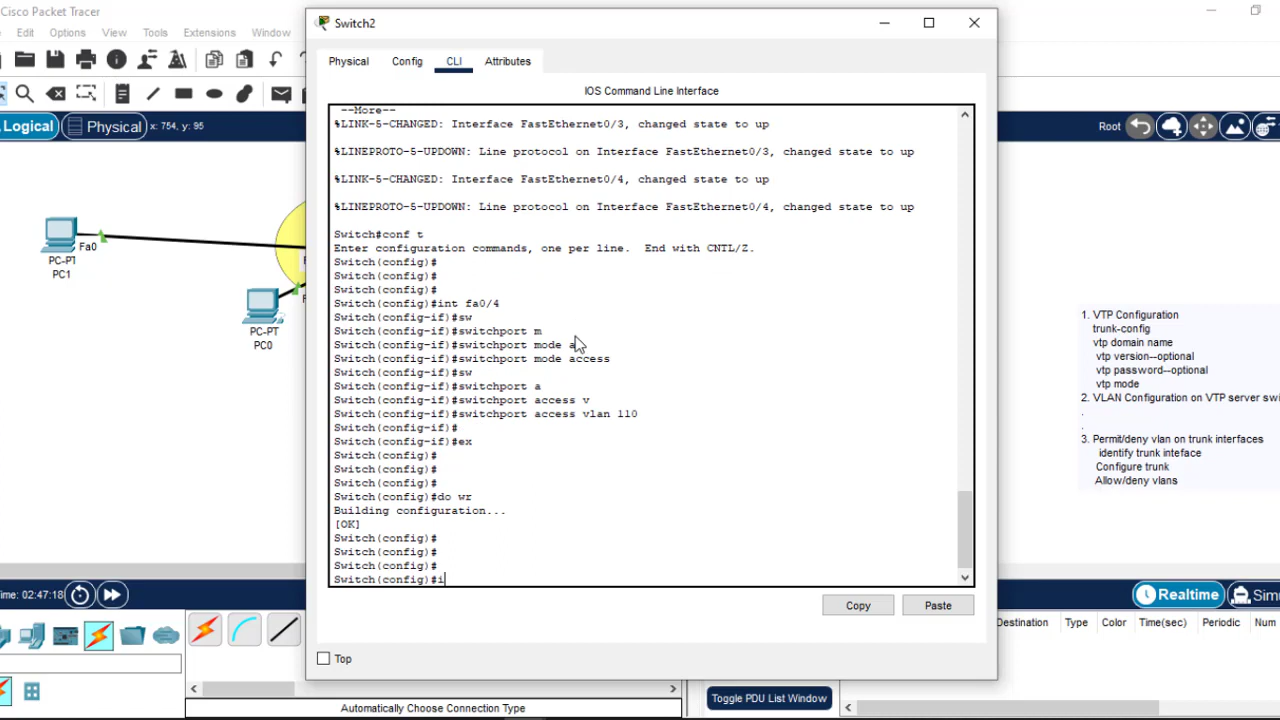 Cisco Packet Tracer
Edit Options View Tools Extensions Window
Logical Physical x: 754, y: 95
Root
Fa0
PC-PT
PC1
PC-PT
PC0
Switch2
Physical Config CLI Attributes
IOS Command Line Interface
--More--
%LINK-5-CHANGED: Interface FastEthernet0/3, changed state to up
%LINEPROTO-5-UPDOWN: Line protocol on Interface FastEthernet0/3, changed state to up
%LINK-5-CHANGED: Interface FastEthernet0/4, changed state to up
%LINEPROTO-5-UPDOWN: Line protocol on Interface FastEthernet0/4, changed state to up
Switch#conf t
Enter configuration commands, one per line. End with CNTL/Z.
Switch(config)#
Switch(config)#
Switch(config)#
Switch(config)#int fa0/4
Switch(config-if)#sw
Switch(config-if)#switchport m
Switch(config-if)#switchport mode a
Switch(config-if)#switchport mode access
Switch(config-if)#sw
Switch(config-if)#switchport a
Switch(config-if)#switchport access v
Switch(config-if)#switchport access vlan 110
Switch(config-if)#
Switch(config-if)#ex
Switch(config)#
Switch(config)#
Switch(config)#
Switch(config)#do wr
Building configuration...
[OK]
Switch(config)#
Switch(config)#
Switch(config)#
Switch(config)#i
Copy Paste
Top
1. VTP Configuration
trunk-config
vtp domain name
vtp version--optional
vtp password--optional
vtp mode
2. VLAN Configuration on VTP server sw
.
.
3. Permit/deny vlan on trunk interfaces
identify trunk inteface
Configure trunk
Allow/deny vlans
Time: 02:47:18
Realtime
Destination Type Color Time(sec) Periodic Num
Toggle PDU List Window
Automatically Choose Connection Type